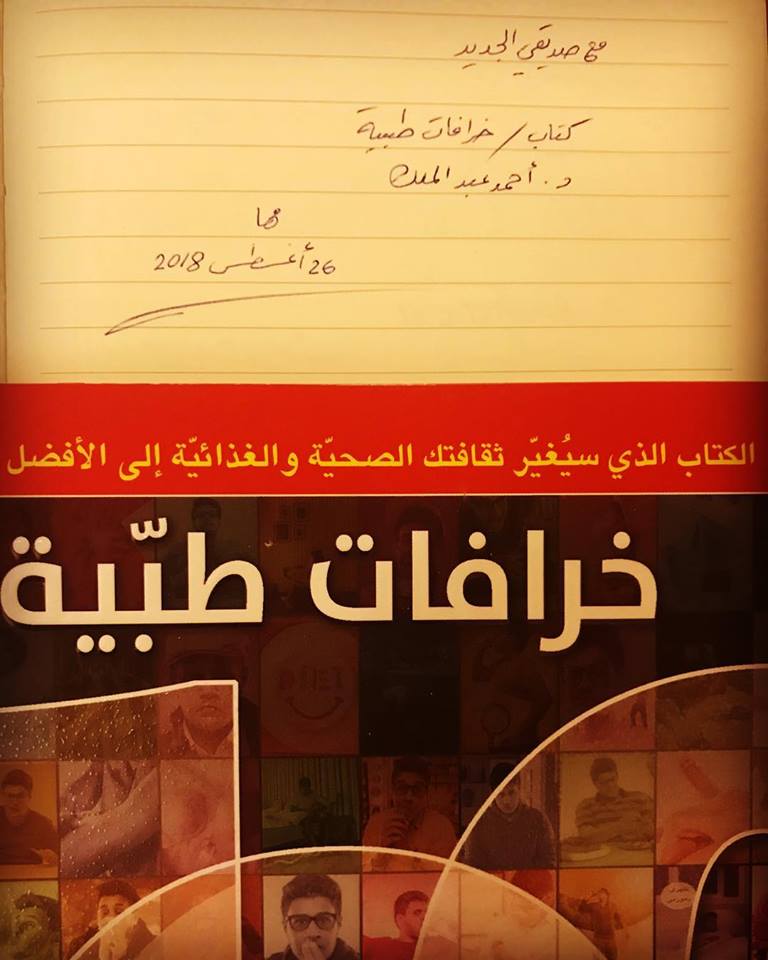 مع صديقي الجديد
كتاب / خرافات طبية
د. أحمد عبد الملك
مها
26 أغسطس 2018
الكتاب الذي سيُغيّر ثقافتك الصحيّة والغذائيّة إلى الأفضل
خرافات طبّية
DIET